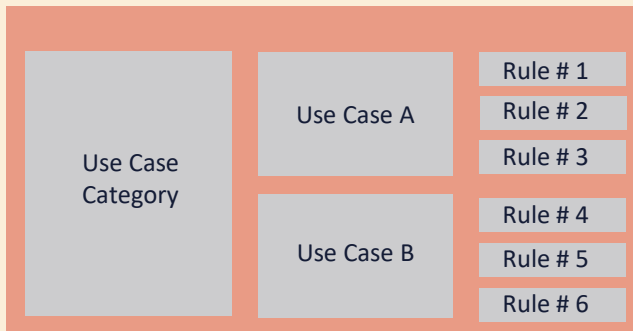 Use Case
Category
Use Case A
Rule # 1
Rule # 2
Rule # 3
Use Case B
Rule # 4
Rule # 5
Rule # 6